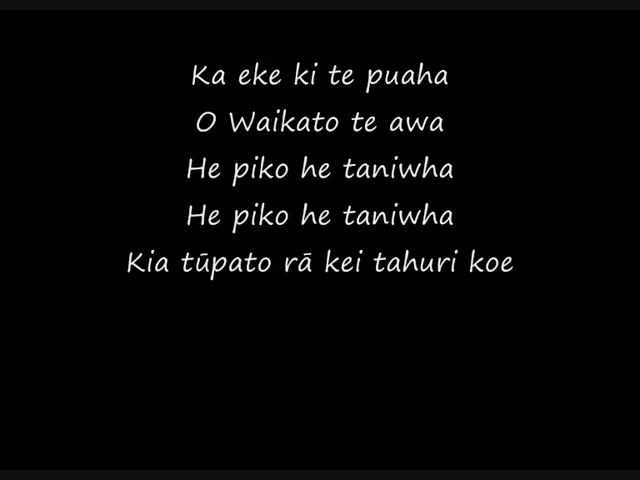 Ka eke ki te puaha
O Waikato te awa
He piko he taniwha
He piko he taniwha
Kia tūpato rā kei tahuri koe